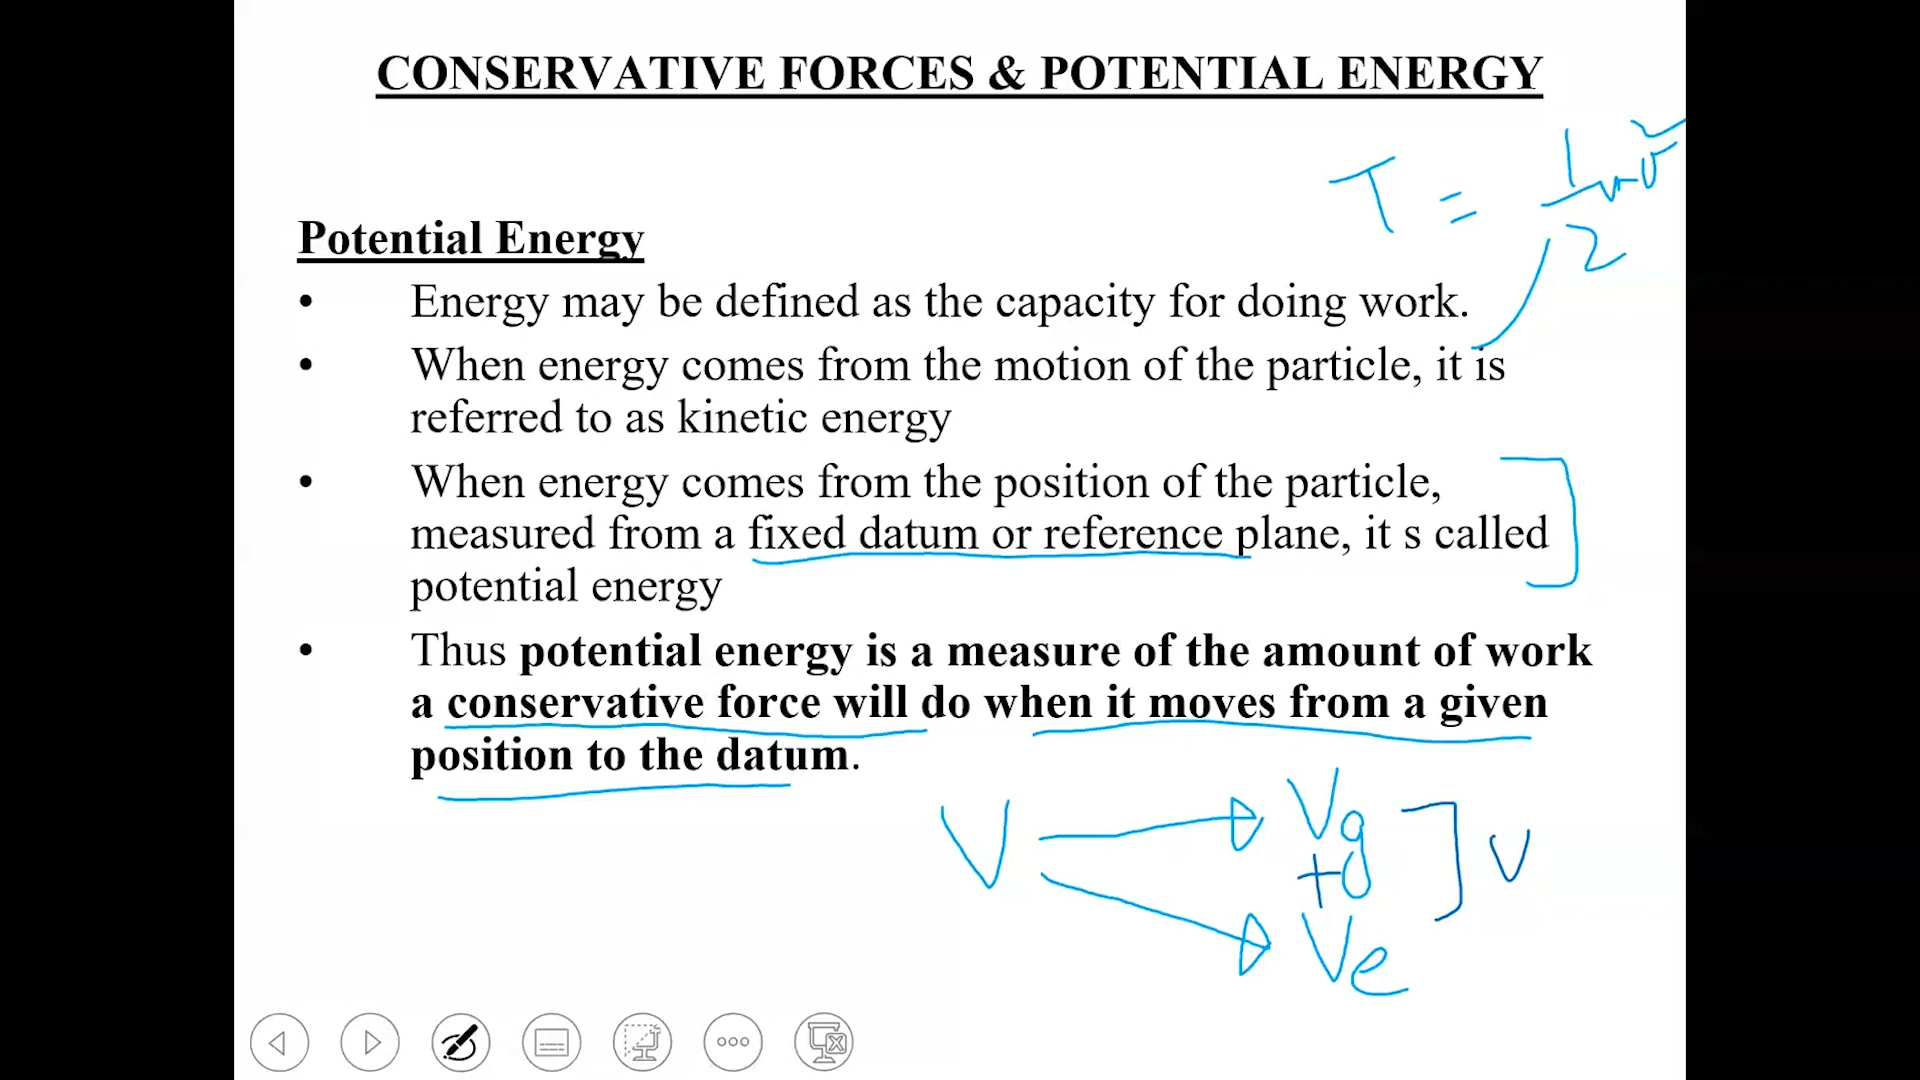 CONSERVATIVE FORCES & POTENTIAL ENERGY
T = 1/2 mv²
Potential Energy
• Energy may be defined as the capacity for doing work.
• When energy comes from the motion of the particle, it is
referred to as kinetic energy
• When energy comes from the position of the particle,
measured from a fixed datum or reference plane, it s called
potential energy
• Thus potential energy is a measure of the amount of work
a conservative force will do when it moves from a given
position to the datum.
V
Vg
+
Ve
V